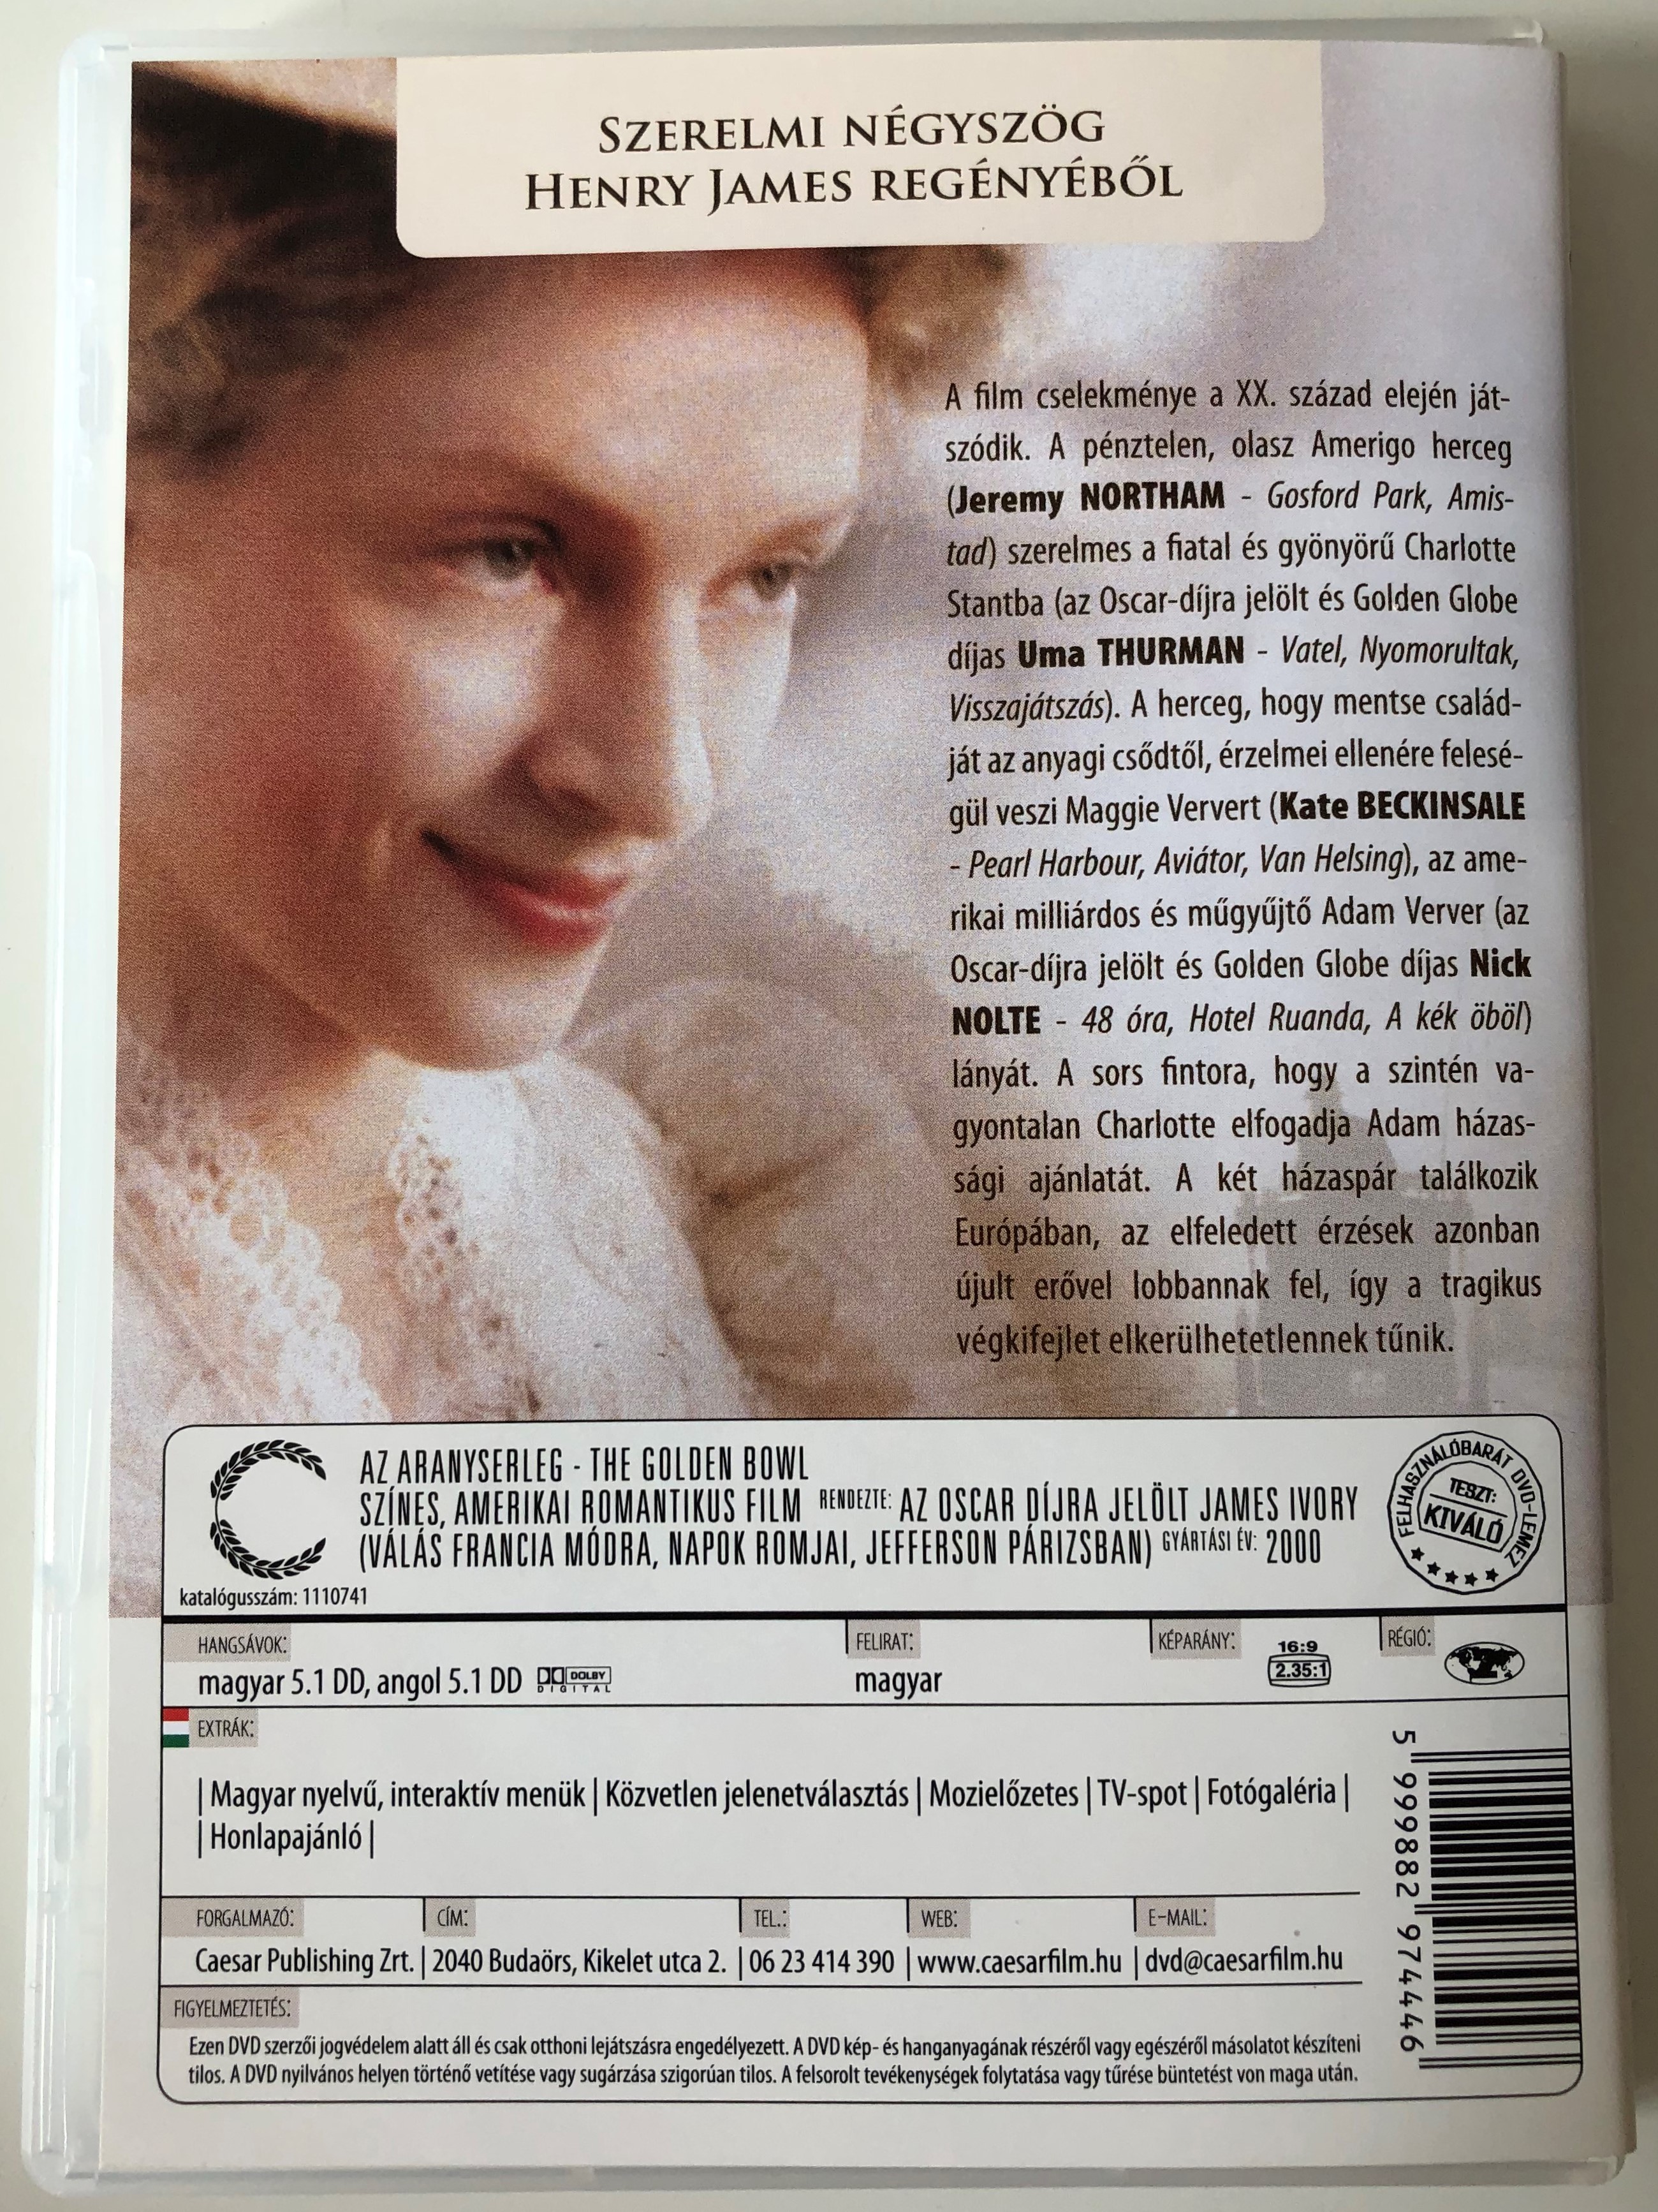 SZERELMI NÉGYSZÖG
HENRY JAMES REGÉNYÉBŐL
A film cselekménye a XX. század elején ját-
szódik. A pénztelen, olasz Amerigo herceg
(Jeremy NORTHAM - Gosford Park, Amis-
tad) szerelmes a fiatal és gyönyörű Charlotte
Stantba (az Oscar-díjra jelölt és Golden Globe
díjas Uma THURMAN - Vatel, Nyomorultak,
Visszajátszás). A herceg, hogy mentse család-
ját az anyagi csődtől, érzelmei ellenére felesé-
gül veszi Maggie Ververt (Kate BECKINSALE
- Pearl Harbour, Aviátor, Van Helsing), az ame-
rikai milliárdos és műgyűjtő Adam Verver (az
Oscar-díjra jelölt és Golden Globe díjas Nick
NOLTE - 48 óra, Hotel Ruanda, A kék öböl)
lányát. A sors fintora, hogy a szintén va-
gyontalan Charlotte elfogadja Adam házas-
sági ajánlatát. A két házaspár találkozik
Európában, az elfeledett érzések azonban
újult erővel lobbannak fel, így a tragikus
végkifejlet elkerülhetetlennek tűnik.
AZ ARANYSERLEG - THE GOLDEN BOWL
SZÍNES, AMERIKAI ROMANTIKUS FILM RENDEZTE: AZ OSCAR DÍJRA JELÖLT JAMES IVORY
(VÁLÁS FRANCIA MÓDRA, NAPOK ROMJAI, JEFFERSON PÁRIZSBAN) GYÁRTÁSI ÉV: 2000
FELHASZNÁLÓBARÁT DVD-LEMEZ
TESZT:
KIVÁLÓ
katalógusszám: 1110741
HANGSÁVOK:
magyar 5.1 DD, angol 5.1 DD DOLBY DIGITAL
FELIRAT:
magyar
KÉPARÁNY:
16:9
2.35:1
RÉGIÓ:
EXTRÁK:
| Magyar nyelvű, interaktív menük | Közvetlen jelenetválasztás | Mozielőzetes | TV-spot | Fotógaléria |
| Honlapajánló |
5 999882 974446
FORGALMAZÓ: CÍM: TEL.: WEB: E-MAIL:
Caesar Publishing Zrt. | 2040 Budaörs, Kikelet utca 2. | 06 23 414 390 | www.caesarfilm.hu | dvd@caesarfilm.hu
FIGYELMEZTETÉS:
Ezen DVD szerzői jogvédelem alatt áll és csak otthoni lejátszásra engedélyezett. A DVD kép- és hanganyagának részéről vagy egészéről másolatot készíteni
tilos. A DVD nyilvános helyen történő vetítése vagy sugárzása szigorúan tilos. A felsorolt tevékenységek folytatása vagy tűrése büntetést von maga után.